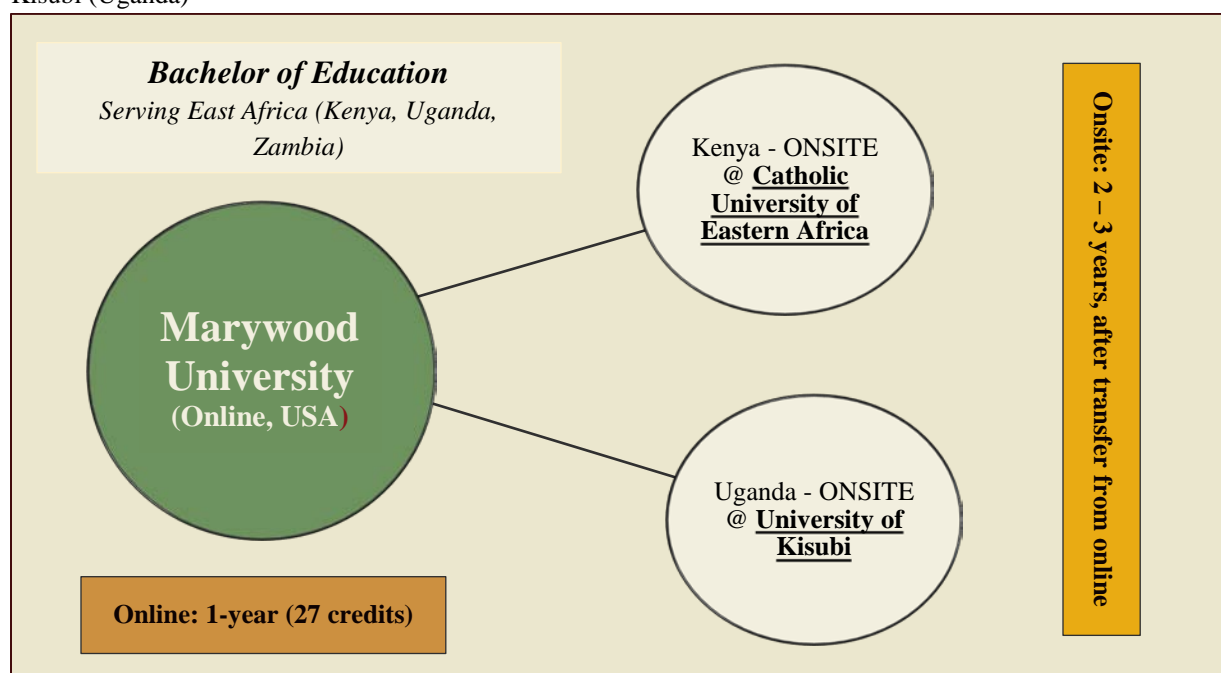 Kisubi (Uganda)
Bachelor of Education
Serving East Africa (Kenya, Uganda,
Zambia)
Kenya - ONSITE
@ Catholic
University of
Eastern Africa
Marywood
University
(Online, USA)
Uganda - ONSITE
@ University of
Kisubi
Online: 1-year (27 credits)
Onsite: 2 – 3 years, after transfer from online